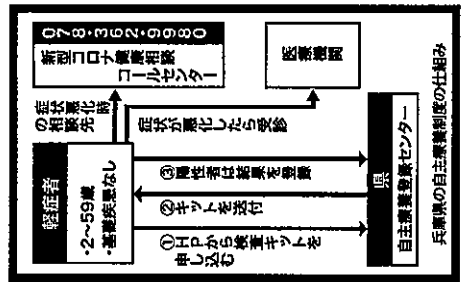 078・362・9980
新型コロナ健康相談
コールセンター
医療機関
症状悪化時
の相談先
症状が悪化したら受診
軽症者
・2〜59歳
・基礎疾患なし
③陽性者は結果を登録
②キットを送付
①HPから検査キットを
申し込む
県
自主療養登録センター
兵庫県の自主療養制度の仕組み